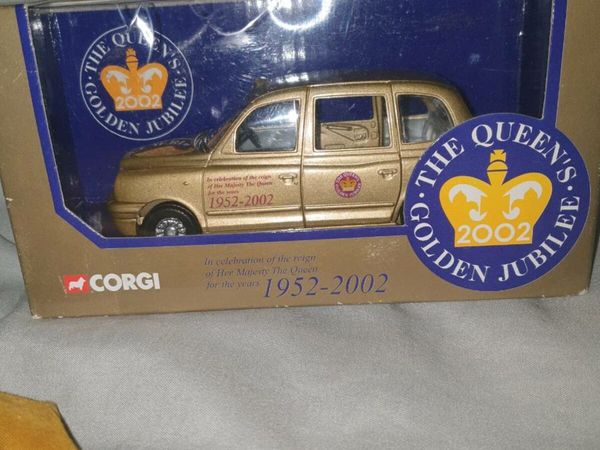 THE QUEEN'S
2002
GOLDEN JUBILEE
In celebration of the reign
of Her Majesty The Queen
for the years
1952-2002
THE QUEEN'S
2002
GOLDEN JUBILEE
CORGI
In celebration of the reign
of Her Majesty The Queen
for the years 1952-2002